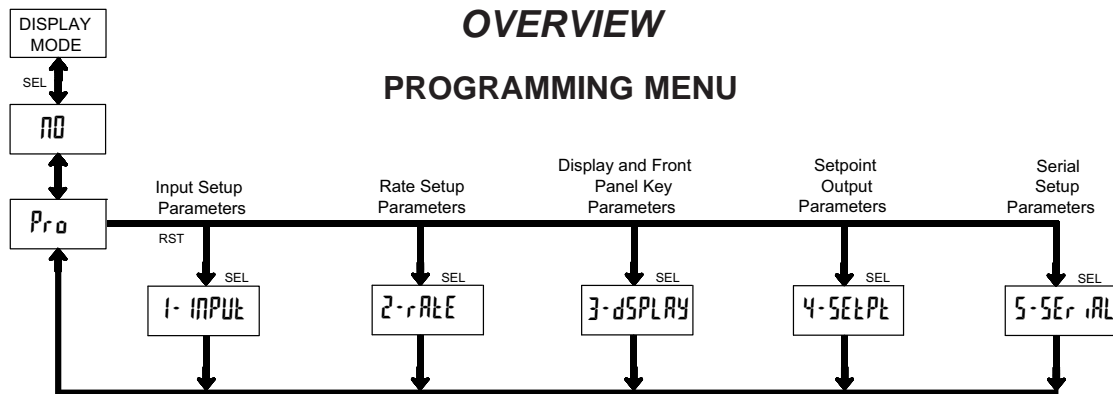 OVERVIEW
PROGRAMMING MENU
DISPLAY
MODE
SEL
NO
Pro
RST
Input Setup
Parameters
Rate Setup
Parameters
Display and Front
Panel Key
Parameters
Setpoint
Output
Parameters
Serial
Setup
Parameters
SEL
1-INPUt
SEL
2-rAtE
SEL
3-dSPLAY
SEL
4-SEtPt
SEL
5-SEriAL